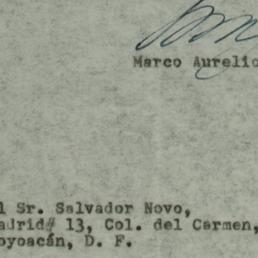 Marco Aurelio
l Sr. Salvador Novo,
adrid# 13, Col. del Carmen,
oyoacán, D. F.